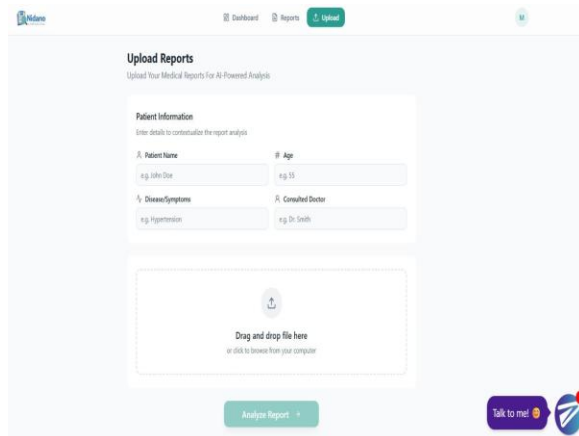 Nidano
Dashboard Reports Upload M
Upload Reports
Upload Your Medical Reports For AI-Powered Analysis
Patient Information
Enter details to contextualize the report analysis
Patient Name # Age
e.g. John Doe e.g. 55
Disease/Symptoms Consulted Doctor
e.g. Hypertension e.g. Dr. Smith
Drag and drop file here
or click to browse from your computer
Analyze Report
Talk to me!